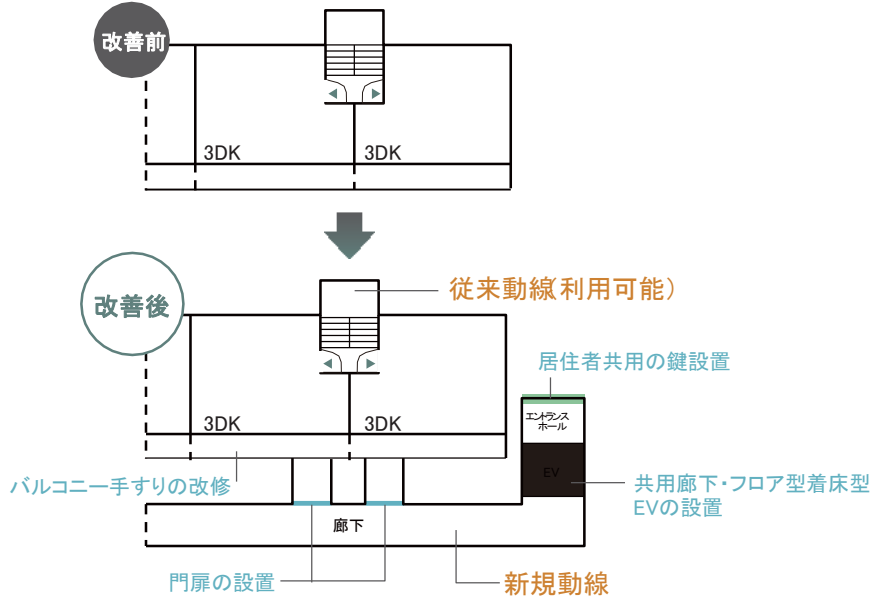 改善前
3DK
3DK
改善後
従来動線(利用可能)
居住者共用の鍵設置
エントランス
ホール
3DK
3DK
EV
バルコニー手すりの改修
共用廊下・フロア型着床型
EVの設置
廊下
門扉の設置
新規動線